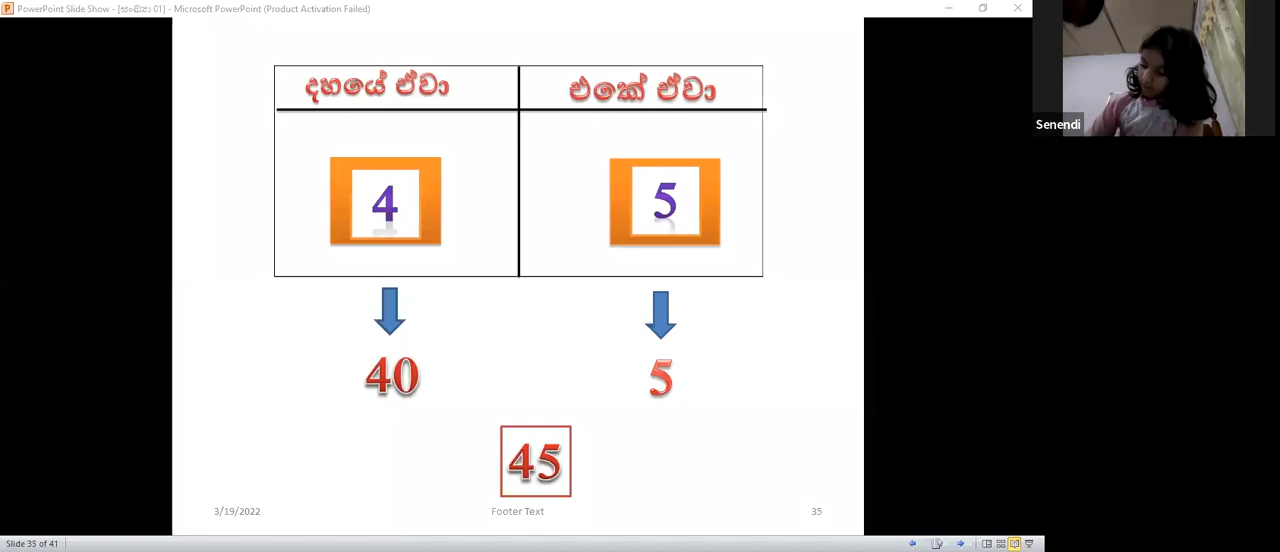 PowerPoint Slide Show - [සංඛ්‍යා 01] - Microsoft PowerPoint (Product Activation Failed)
Senendi
දහයේ ඒවා
එකේ ඒවා
4
5
40
5
45
3/19/2022
Footer Text
35
Slide 35 of 41